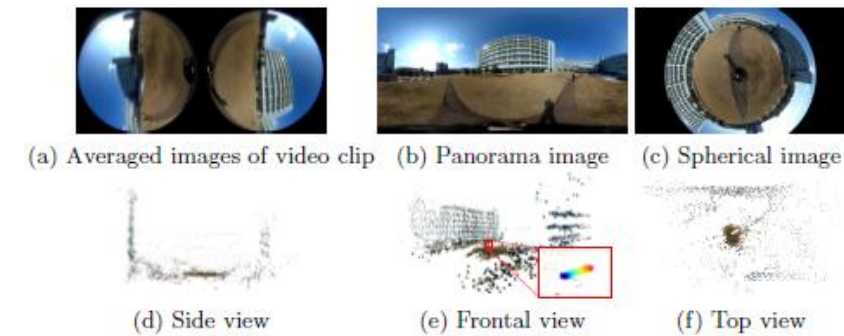 (a) Averaged images of video clip
(b) Panorama image
(c) Spherical image
(d) Side view
(e) Frontal view
(f) Top view